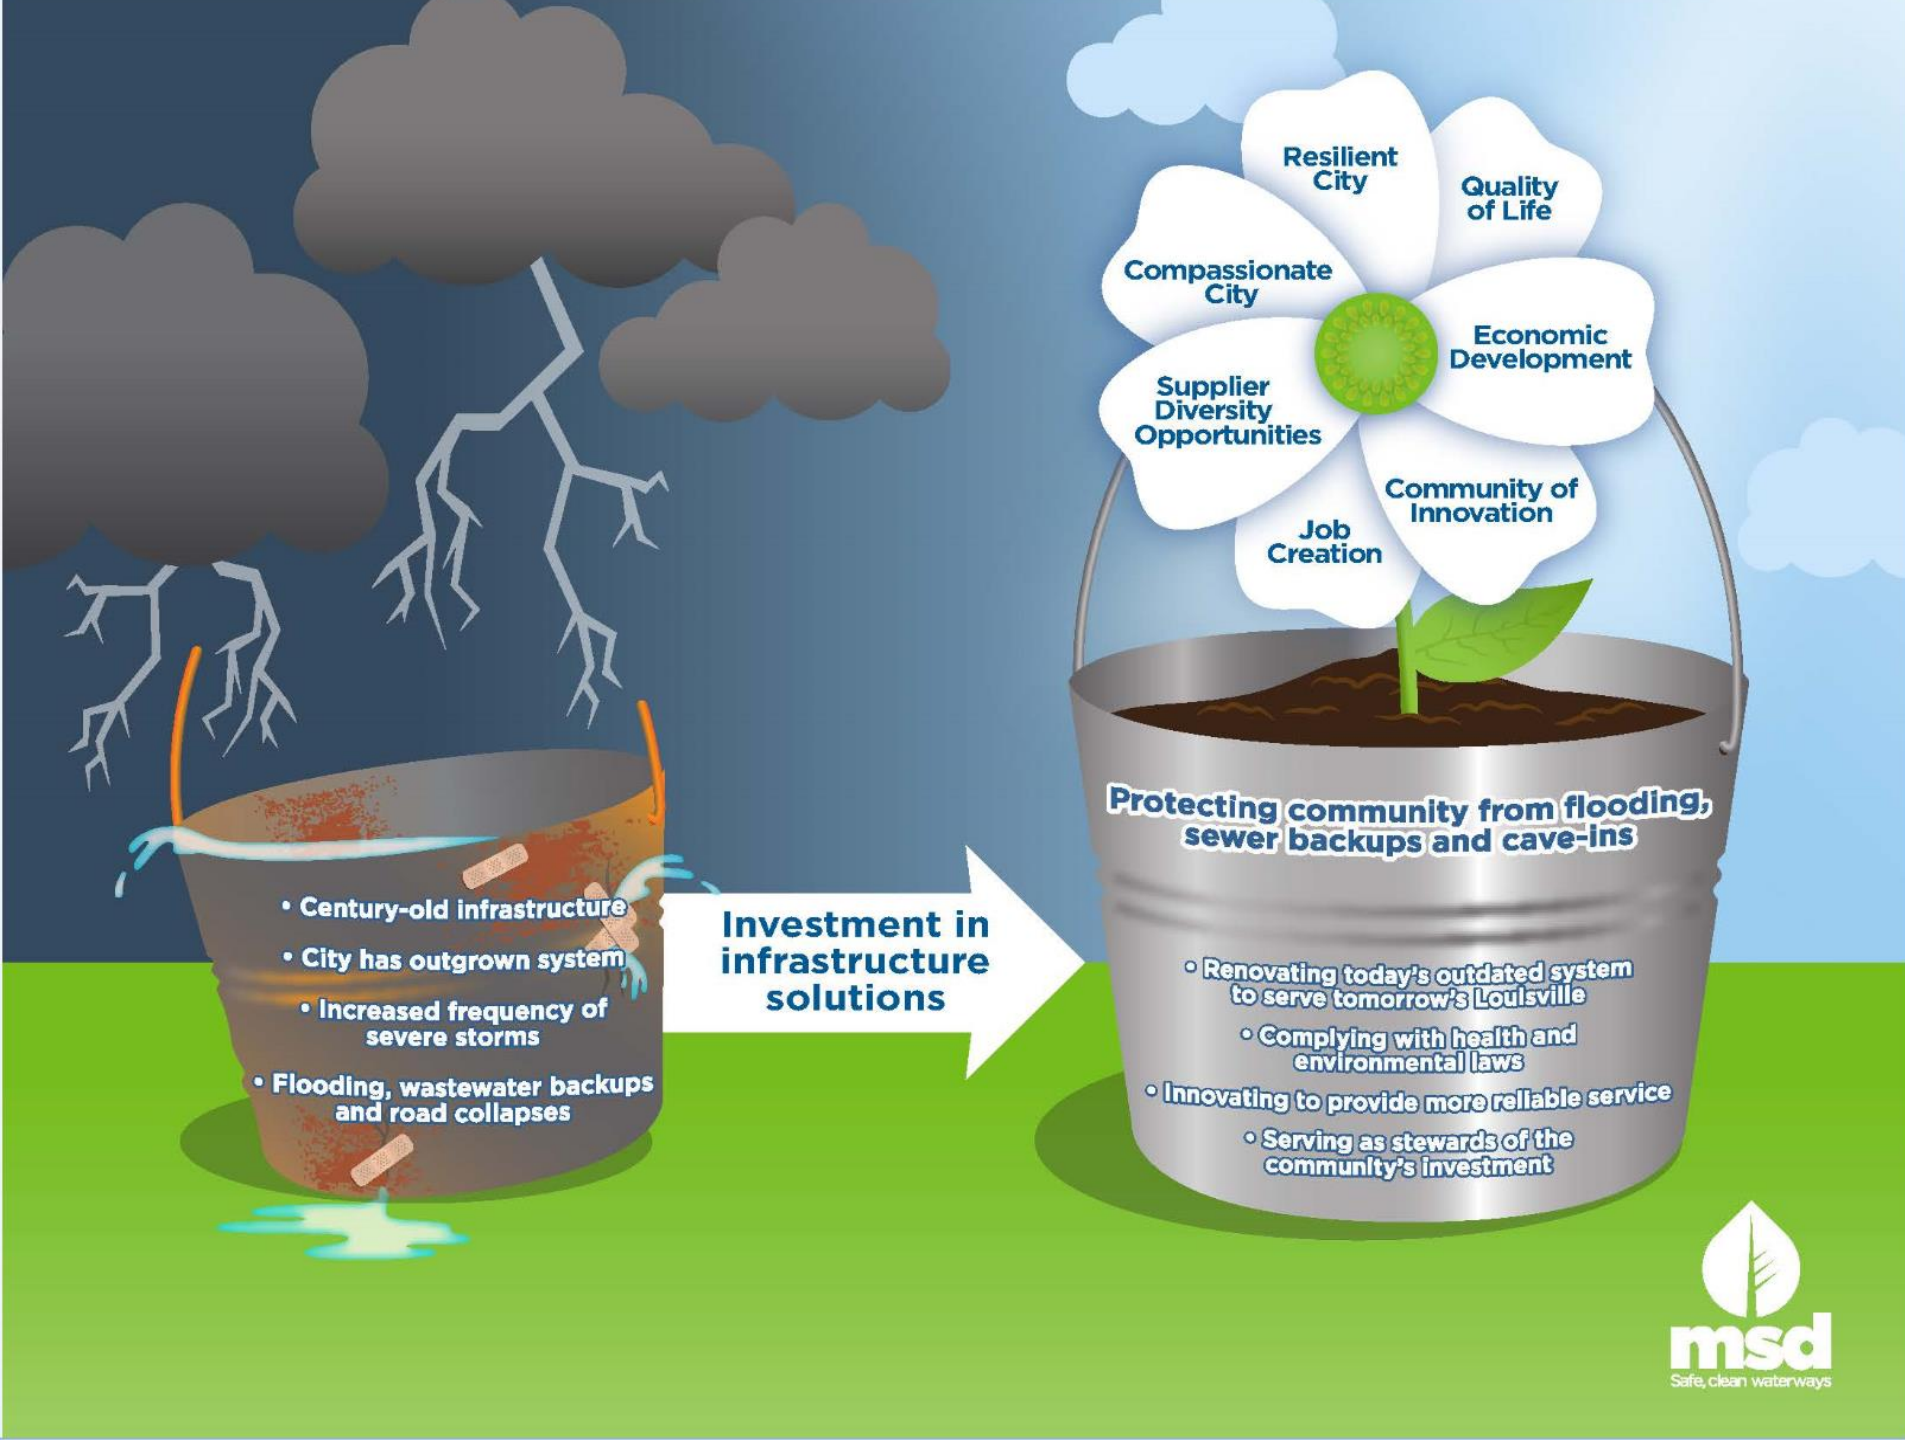 • Century-old infrastructure
• City has outgrown system
• Increased frequency of
severe storms
• Flooding, wastewater backups
and road collapses
Investment in
infrastructure
solutions
Resilient
City
Quality
of Life
Compassionate
City
Economic
Development
Supplier
Diversity
Opportunities
Community of
Innovation
Job
Creation
Protecting community from flooding,
sewer backups and cave-ins
• Renovating today's outdated system
to serve tomorrow's Louisville
• Complying with health and
environmental laws
• Innovating to provide more reliable service
• Serving as stewards of the
community's investment
msd
Safe, clean waterways